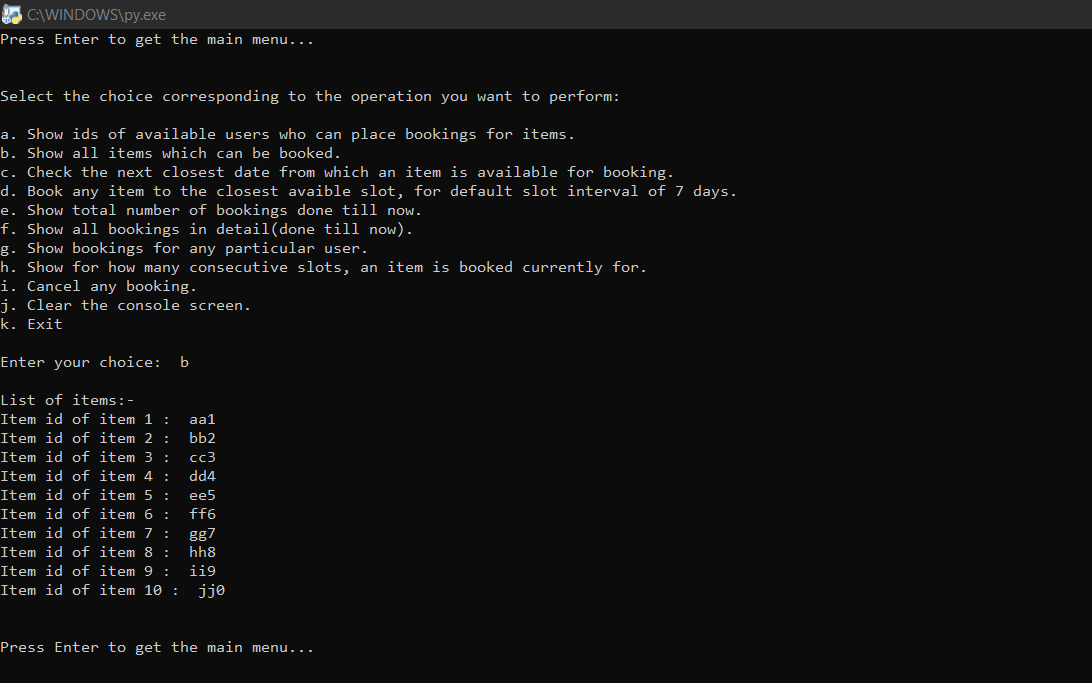 C:\WINDOWS\py.exe
Press Enter to get the main menu...
Select the choice corresponding to the operation you want to perform:
a. Show ids of available users who can place bookings for items.
b. Show all items which can be booked.
c. Check the next closest date from which an item is available for booking.
d. Book any item to the closest avaible slot, for default slot interval of 7 days.
e. Show total number of bookings done till now.
f. Show all bookings in detail(done till now).
g. Show bookings for any particular user.
h. Show for how many consecutive slots, an item is booked currently for.
i. Cancel any booking.
j. Clear the console screen.
k. Exit
Enter your choice:  b
List of items:-
Item id of item 1 :  aa1
Item id of item 2 :  bb2
Item id of item 3 :  cc3
Item id of item 4 :  dd4
Item id of item 5 :  ee5
Item id of item 6 :  ff6
Item id of item 7 :  gg7
Item id of item 8 :  hh8
Item id of item 9 :  ii9
Item id of item 10 :  jj0
Press Enter to get the main menu...